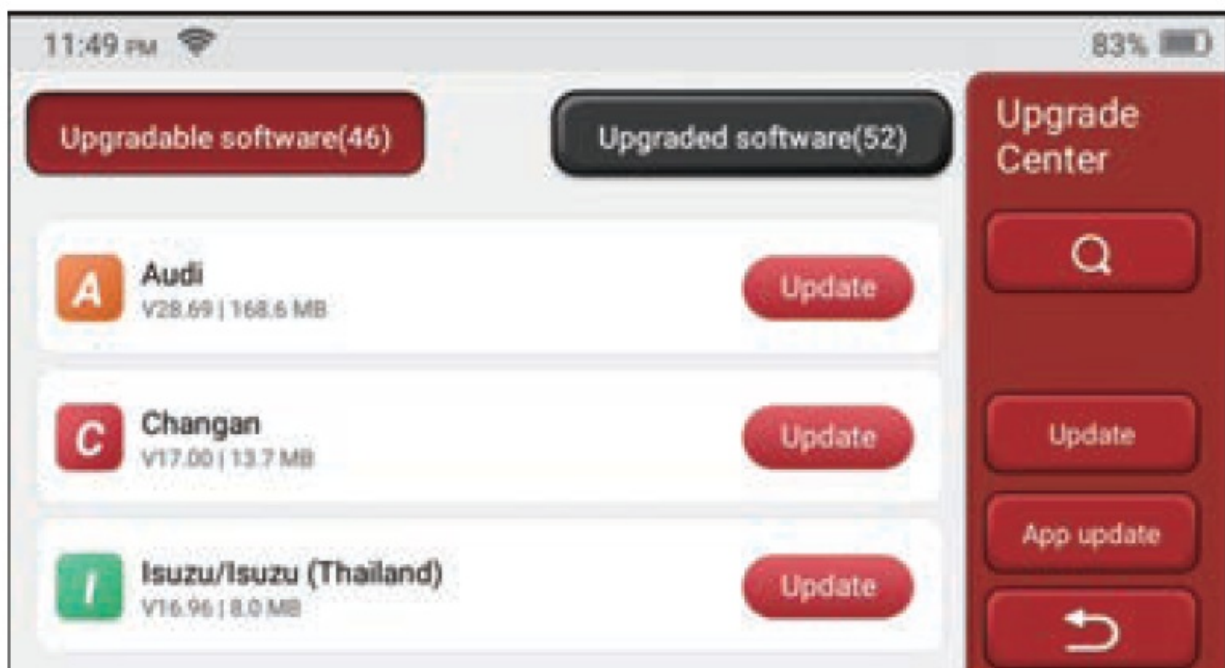 11:49 PM
83%
Upgradable software(46)
Upgraded software(52)
Upgrade
Center
A
Audi
V28.69 | 168.6 MB
Update
C
Changan
V17.00 | 13.7 MB
Update
I
Isuzu/Isuzu (Thailand)
V16.96 | 8.0 MB
Update
Update
App update